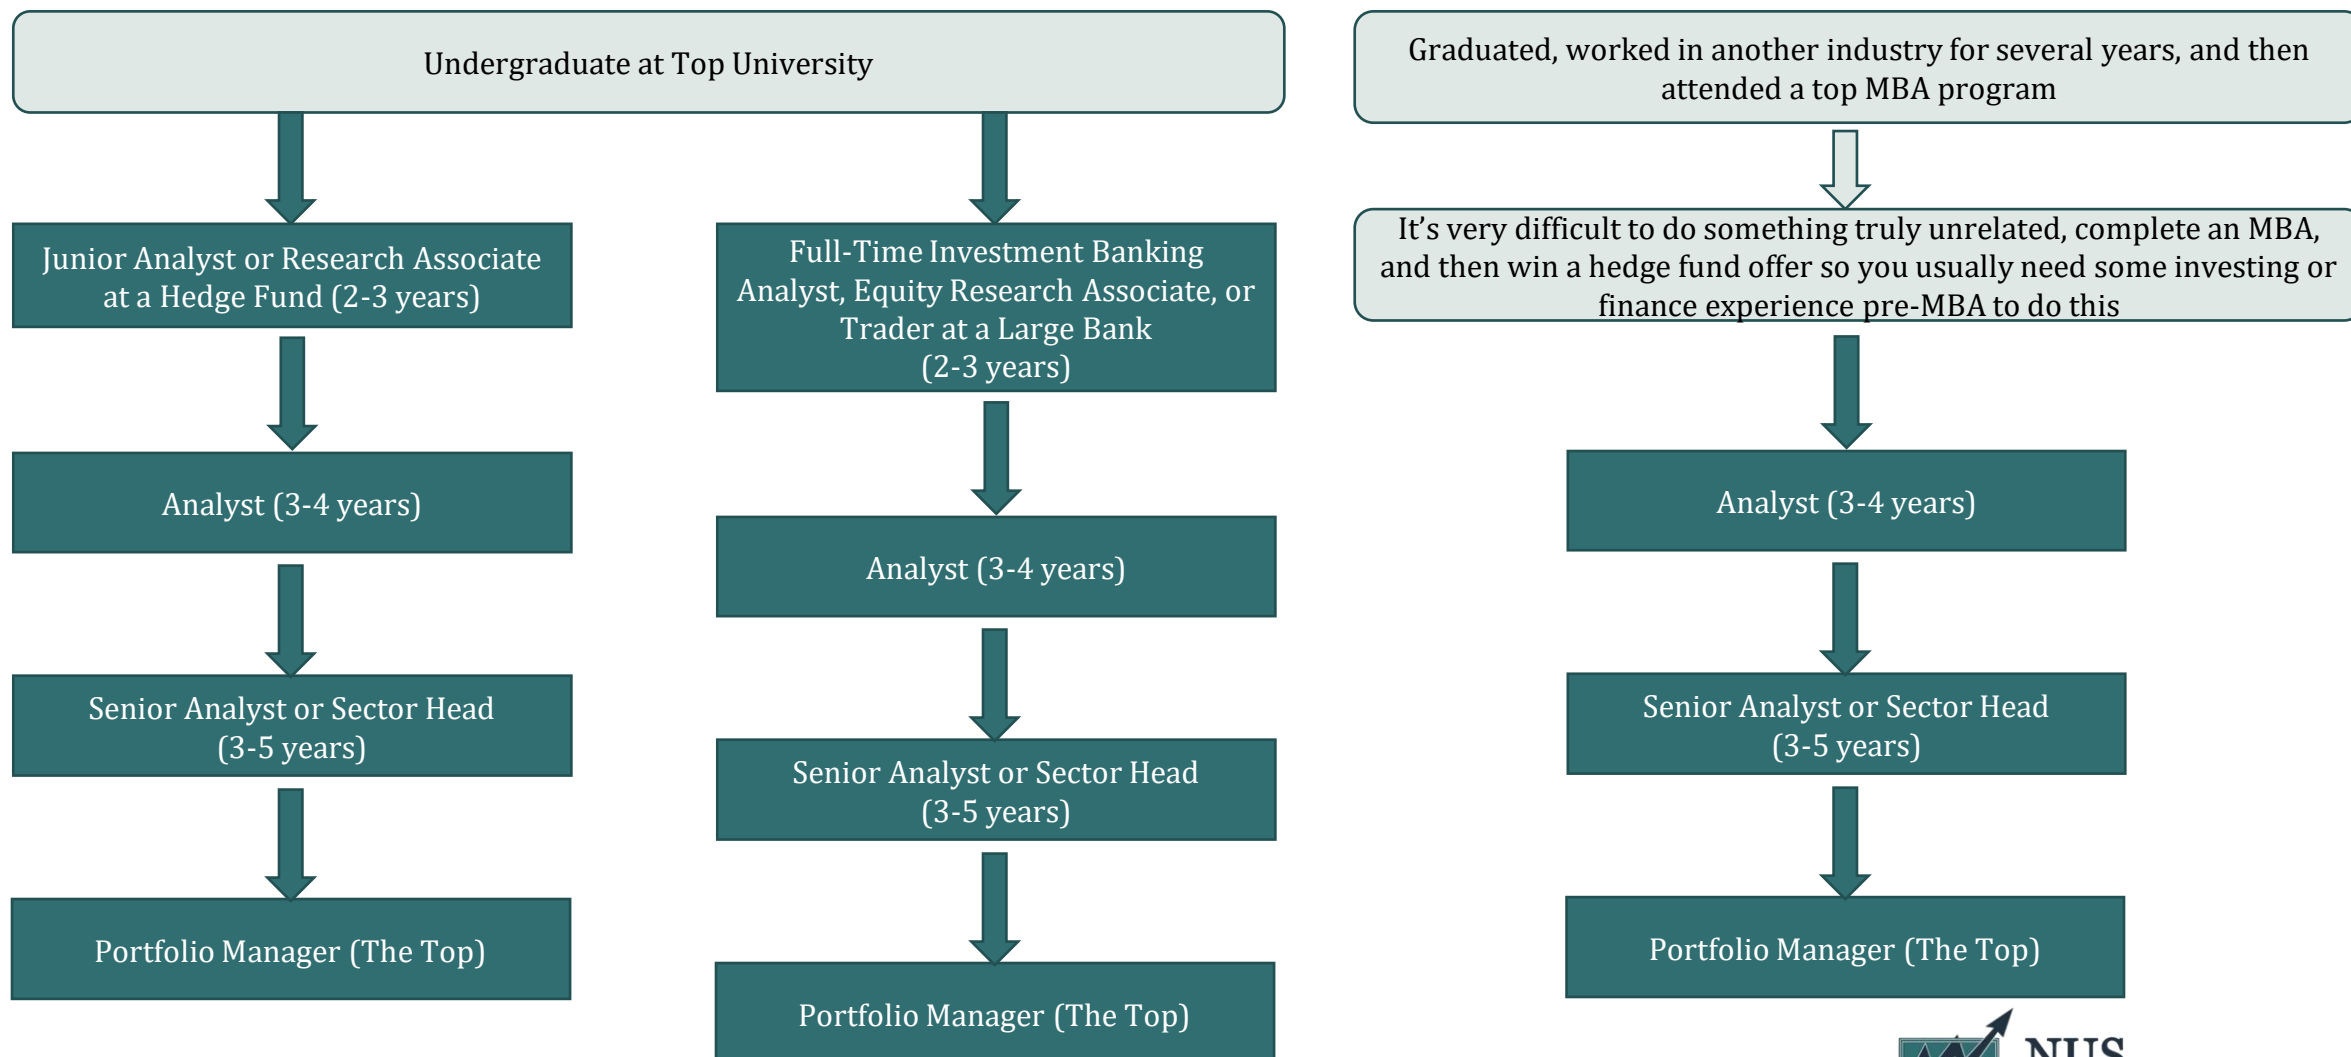 Undergraduate at Top University
Junior Analyst or Research Associate
at a Hedge Fund (2-3 years)
Analyst (3-4 years)
Senior Analyst or Sector Head
(3-5 years)
Portfolio Manager (The Top)
Full-Time Investment Banking
Analyst, Equity Research Associate, or
Trader at a Large Bank
(2-3 years)
Analyst (3-4 years)
Senior Analyst or Sector Head
(3-5 years)
Portfolio Manager (The Top)
Graduated, worked in another industry for several years, and then
attended a top MBA program
It’s very difficult to do something truly unrelated, complete an MBA,
and then win a hedge fund offer so you usually need some investing or
finance experience pre-MBA to do this
Analyst (3-4 years)
Senior Analyst or Sector Head
(3-5 years)
Portfolio Manager (The Top)
NUS